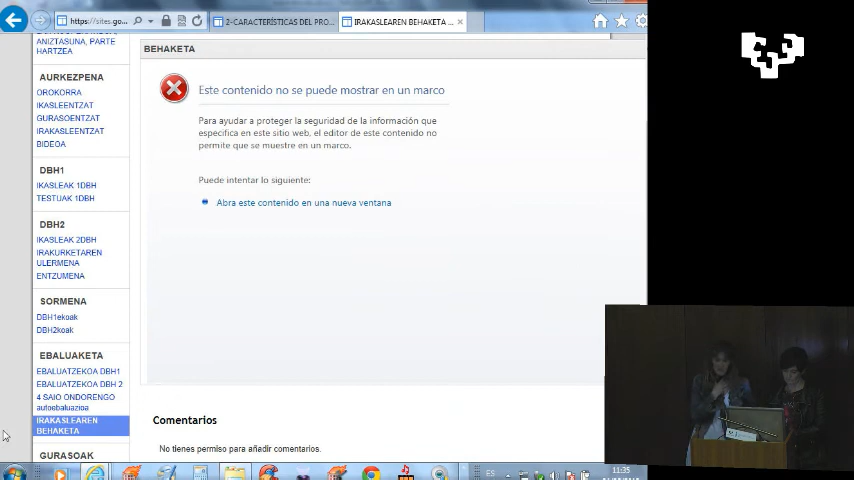 https://sites.go...
2-CARACTERÍSTICAS DEL PRO...
IRAKASLEAREN BEHAKETA ...
ANIZTASUNA, PARTE
HARTZEA
AURKEZPENA
OROKORRA
IKASLEENTZAT
GURASOENTZAT
IRAKASLEENTZAT
BIDEOA
DBH1
IKASLEAK 1DBH
TESTUAK 1DBH
DBH2
IKASLEAK 2DBH
IRAKURKETAREN
ULERMENA
ENTZUMENA
SORMENA
DBH1ekoak
DBH2koak
EBALUAKETA
EBALUATZEKOA DBH1
EBALUATZEKOA DBH 2
4 SAIO ONDORENGO
autoebaluazioa
IRAKASLEAREN
BEHAKETA
GURASOAK
BEHAKETA
Este contenido no se puede mostrar en un marco
Para ayudar a proteger la seguridad de la información que
especifica en este sitio web, el editor de este contenido no
permite que se muestre en un marco.
Puede intentar lo siguiente:
Abra este contenido en una nueva ventana
Comentarios
No tienes permiso para añadir comentarios.
ES
11:35